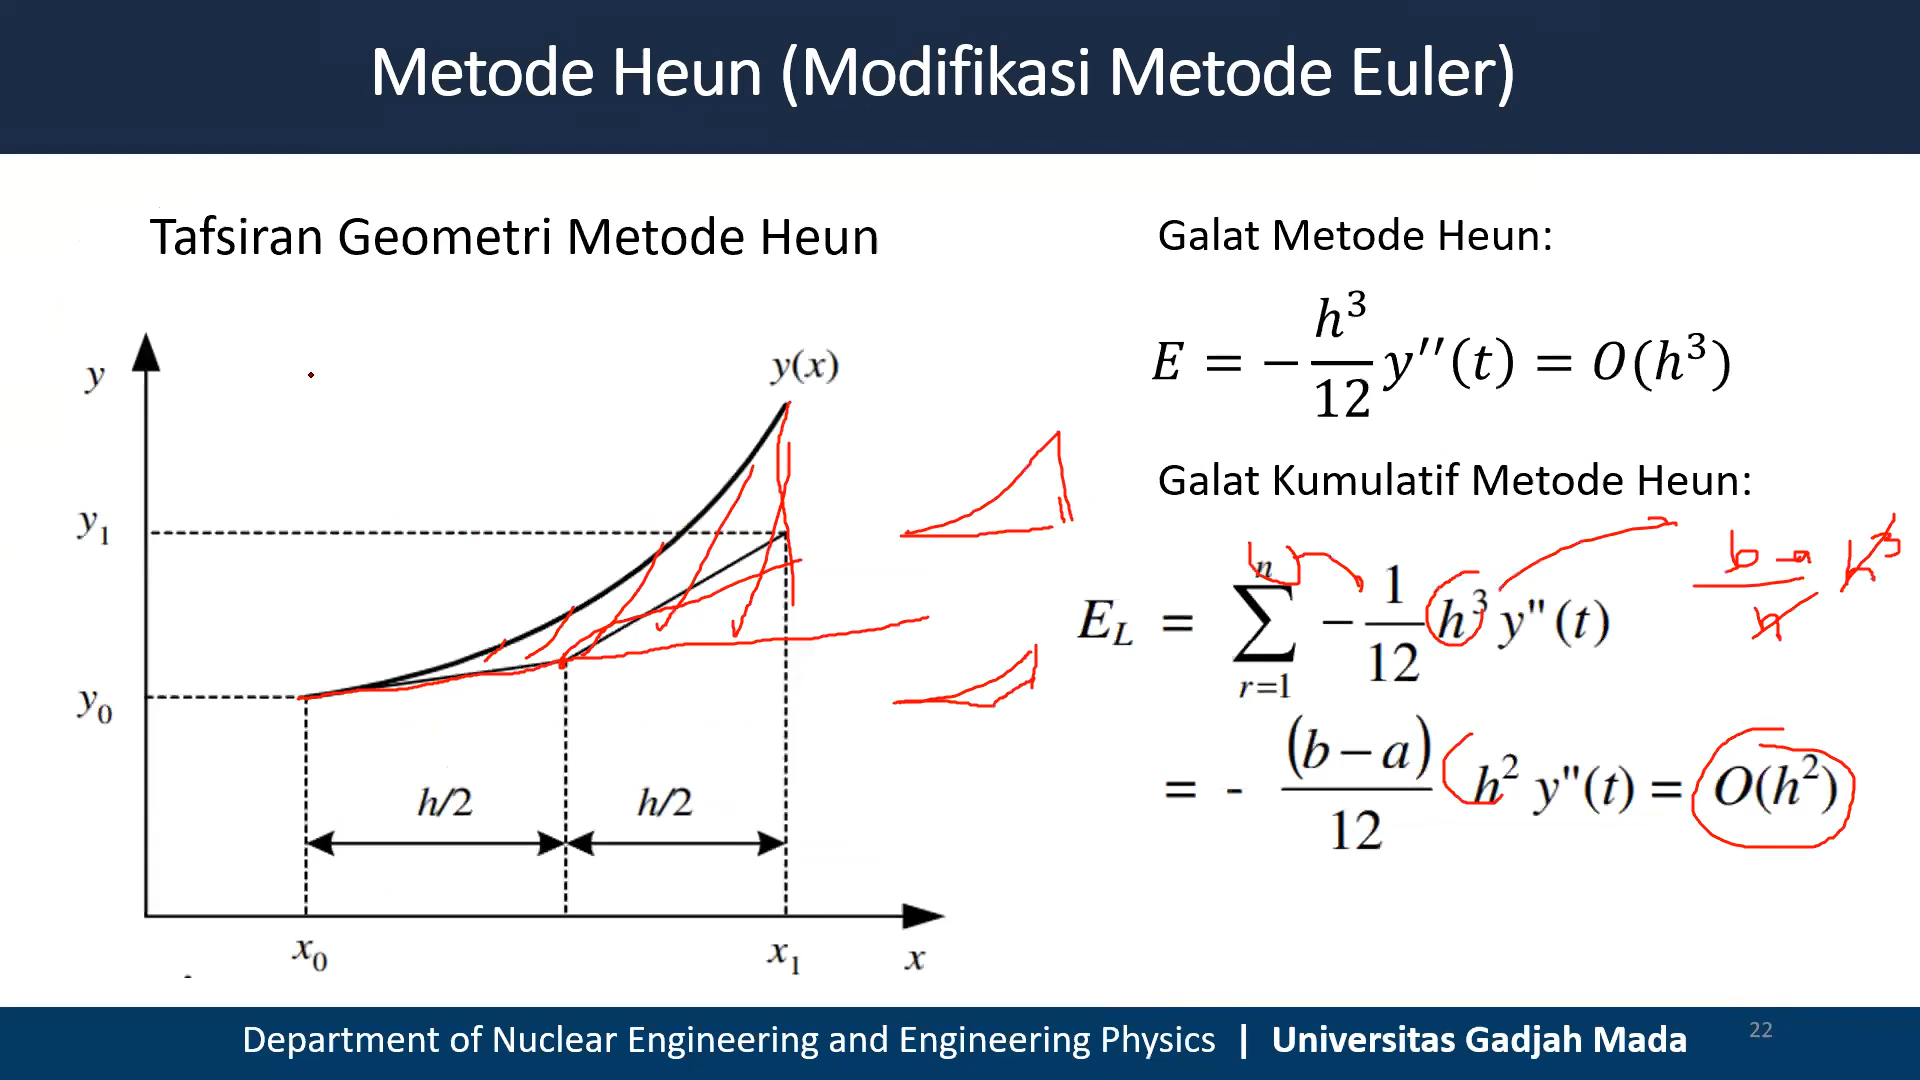 Metode Heun (Modifikasi Metode Euler)
Tafsiran Geometri Metode Heun
y
y(x)
y₁
y₀
h/2
h/2
x₀
x₁
x
Galat Metode Heun:
E = −h³/12 y′′(t) = O(h³)
Galat Kumulatif Metode Heun:
E_L = ∑_{r=1}^{n} − 1/12 h³ y"(t)
b-a/h h³
= - (b−a)/12 h² y"(t) = O(h²)
Department of Nuclear Engineering and Engineering Physics | Universitas Gadjah Mada
22